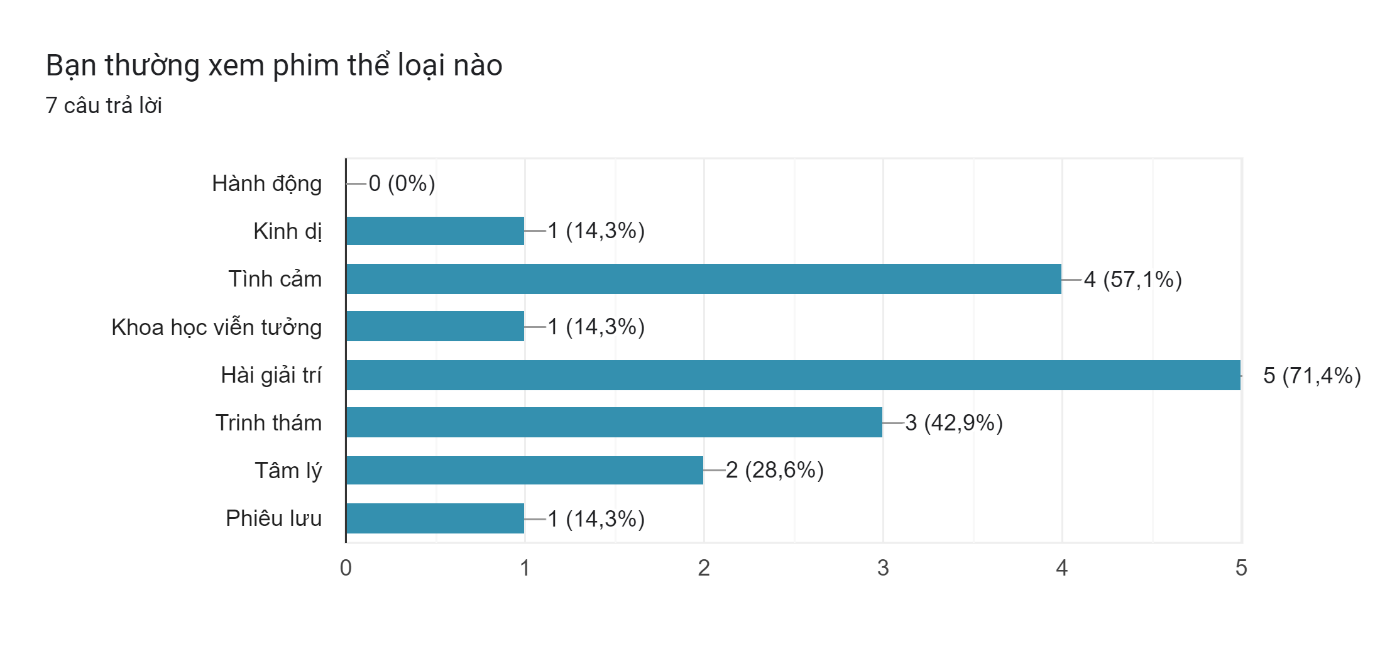 Bạn thường xem phim thể loại nào
7 câu trả lời
Hành động 0 (0%)
Kinh dị 1 (14,3%)
Tình cảm 4 (57,1%)
Khoa học viễn tưởng 1 (14,3%)
Hài giải trí 5 (71,4%)
Trinh thám 3 (42,9%)
Tâm lý 2 (28,6%)
Phiêu lưu 1 (14,3%)
0 1 2 3 4 5